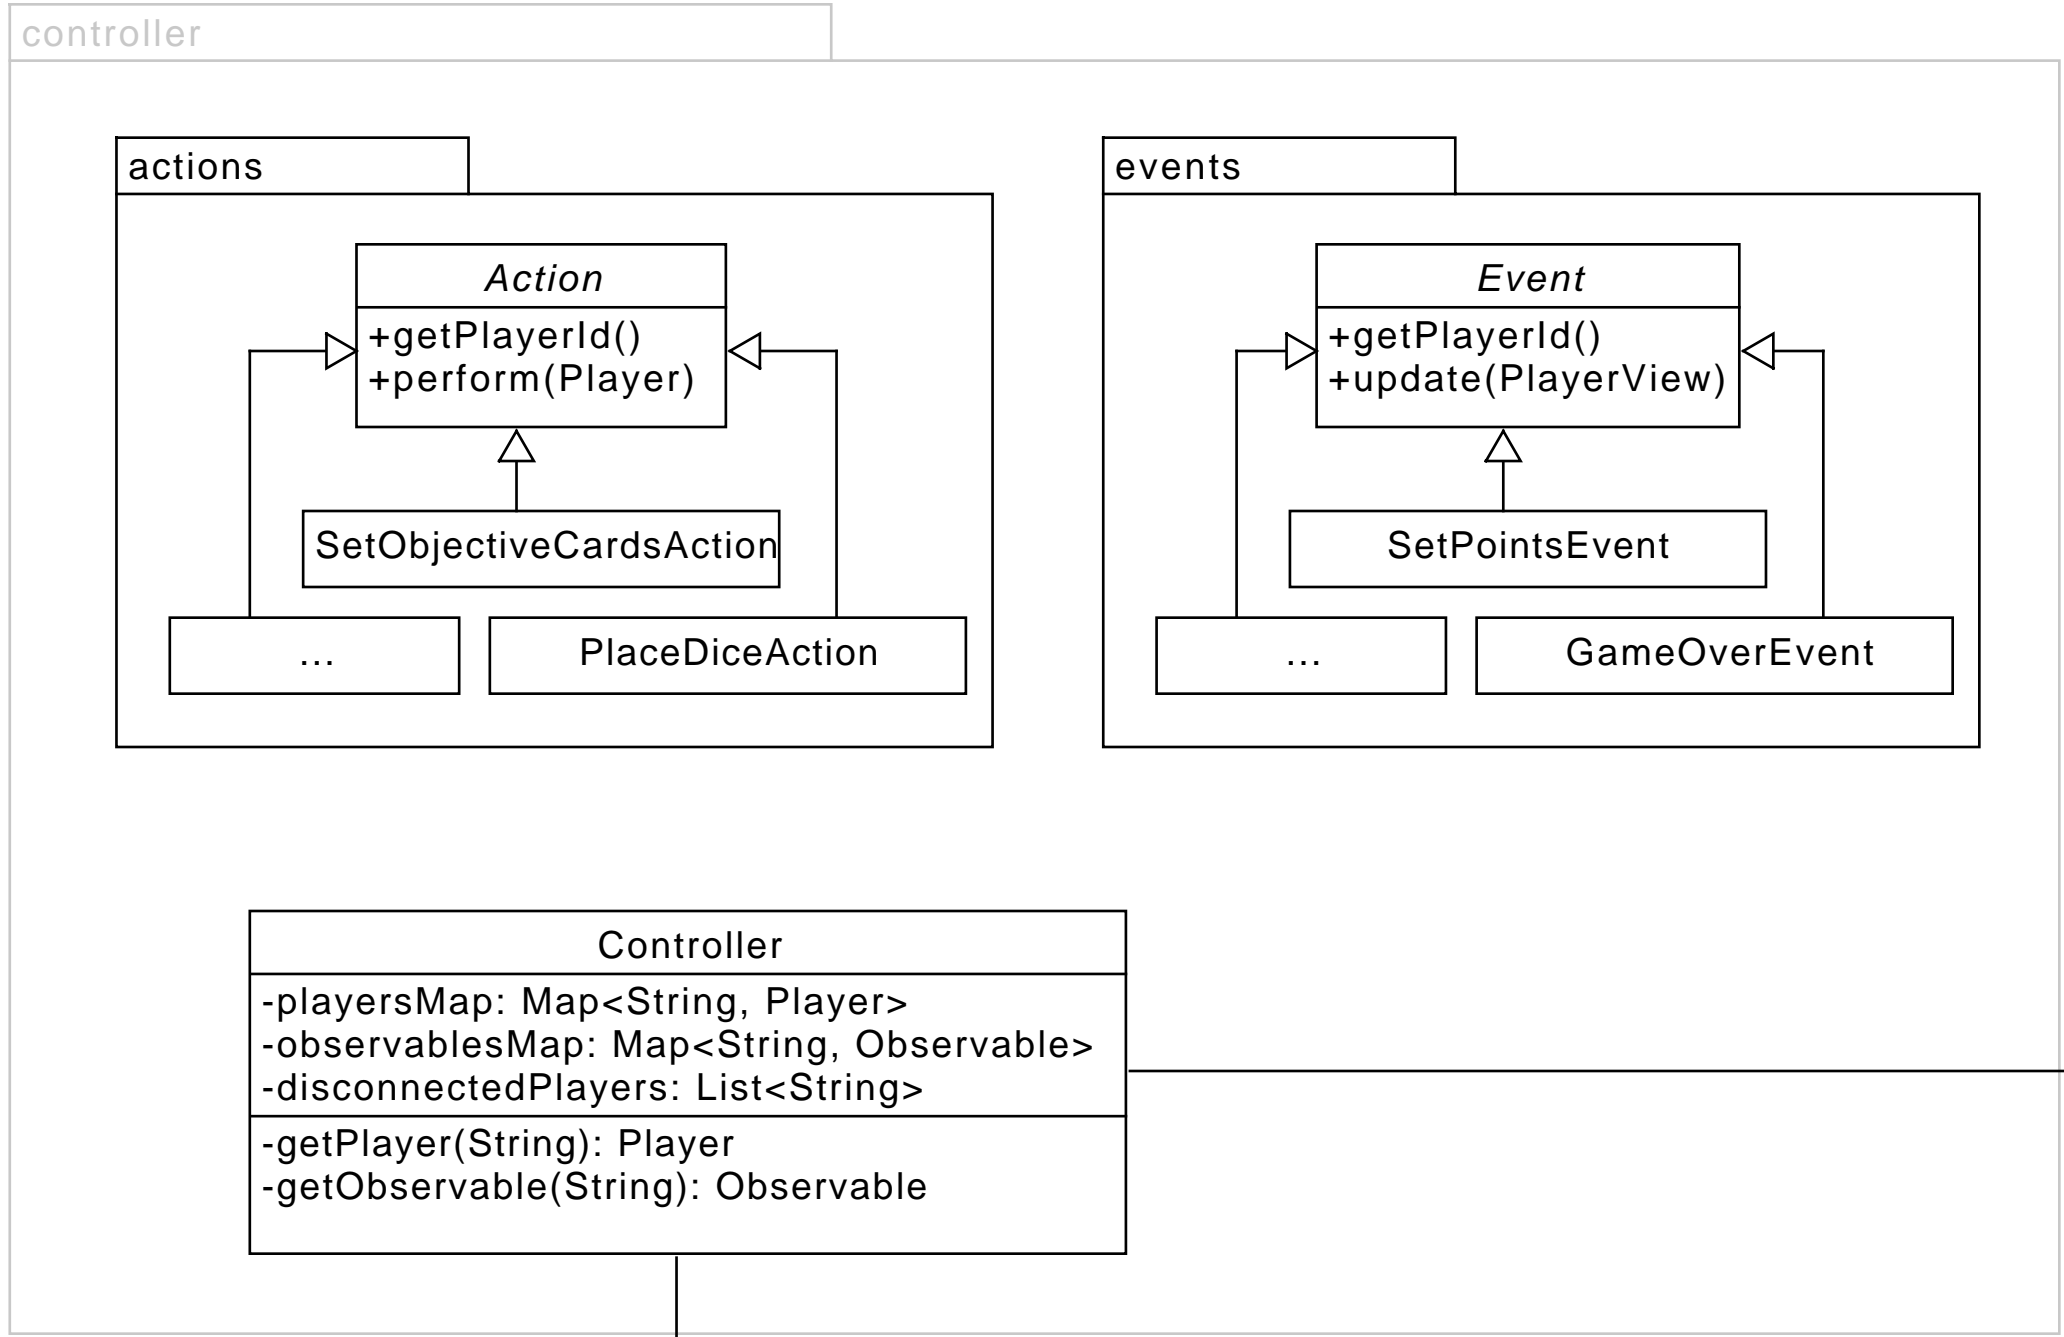 controller
actions
Action
+getPlayerId()
+perform(Player)
SetObjectiveCardsAction
...
PlaceDiceAction
events
Event
+getPlayerId()
+update(PlayerView)
SetPointsEvent
...
GameOverEvent
Controller
-playersMap: Map<String, Player>
-observablesMap: Map<String, Observable>
-disconnectedPlayers: List<String>
-getPlayer(String): Player
-getObservable(String): Observable